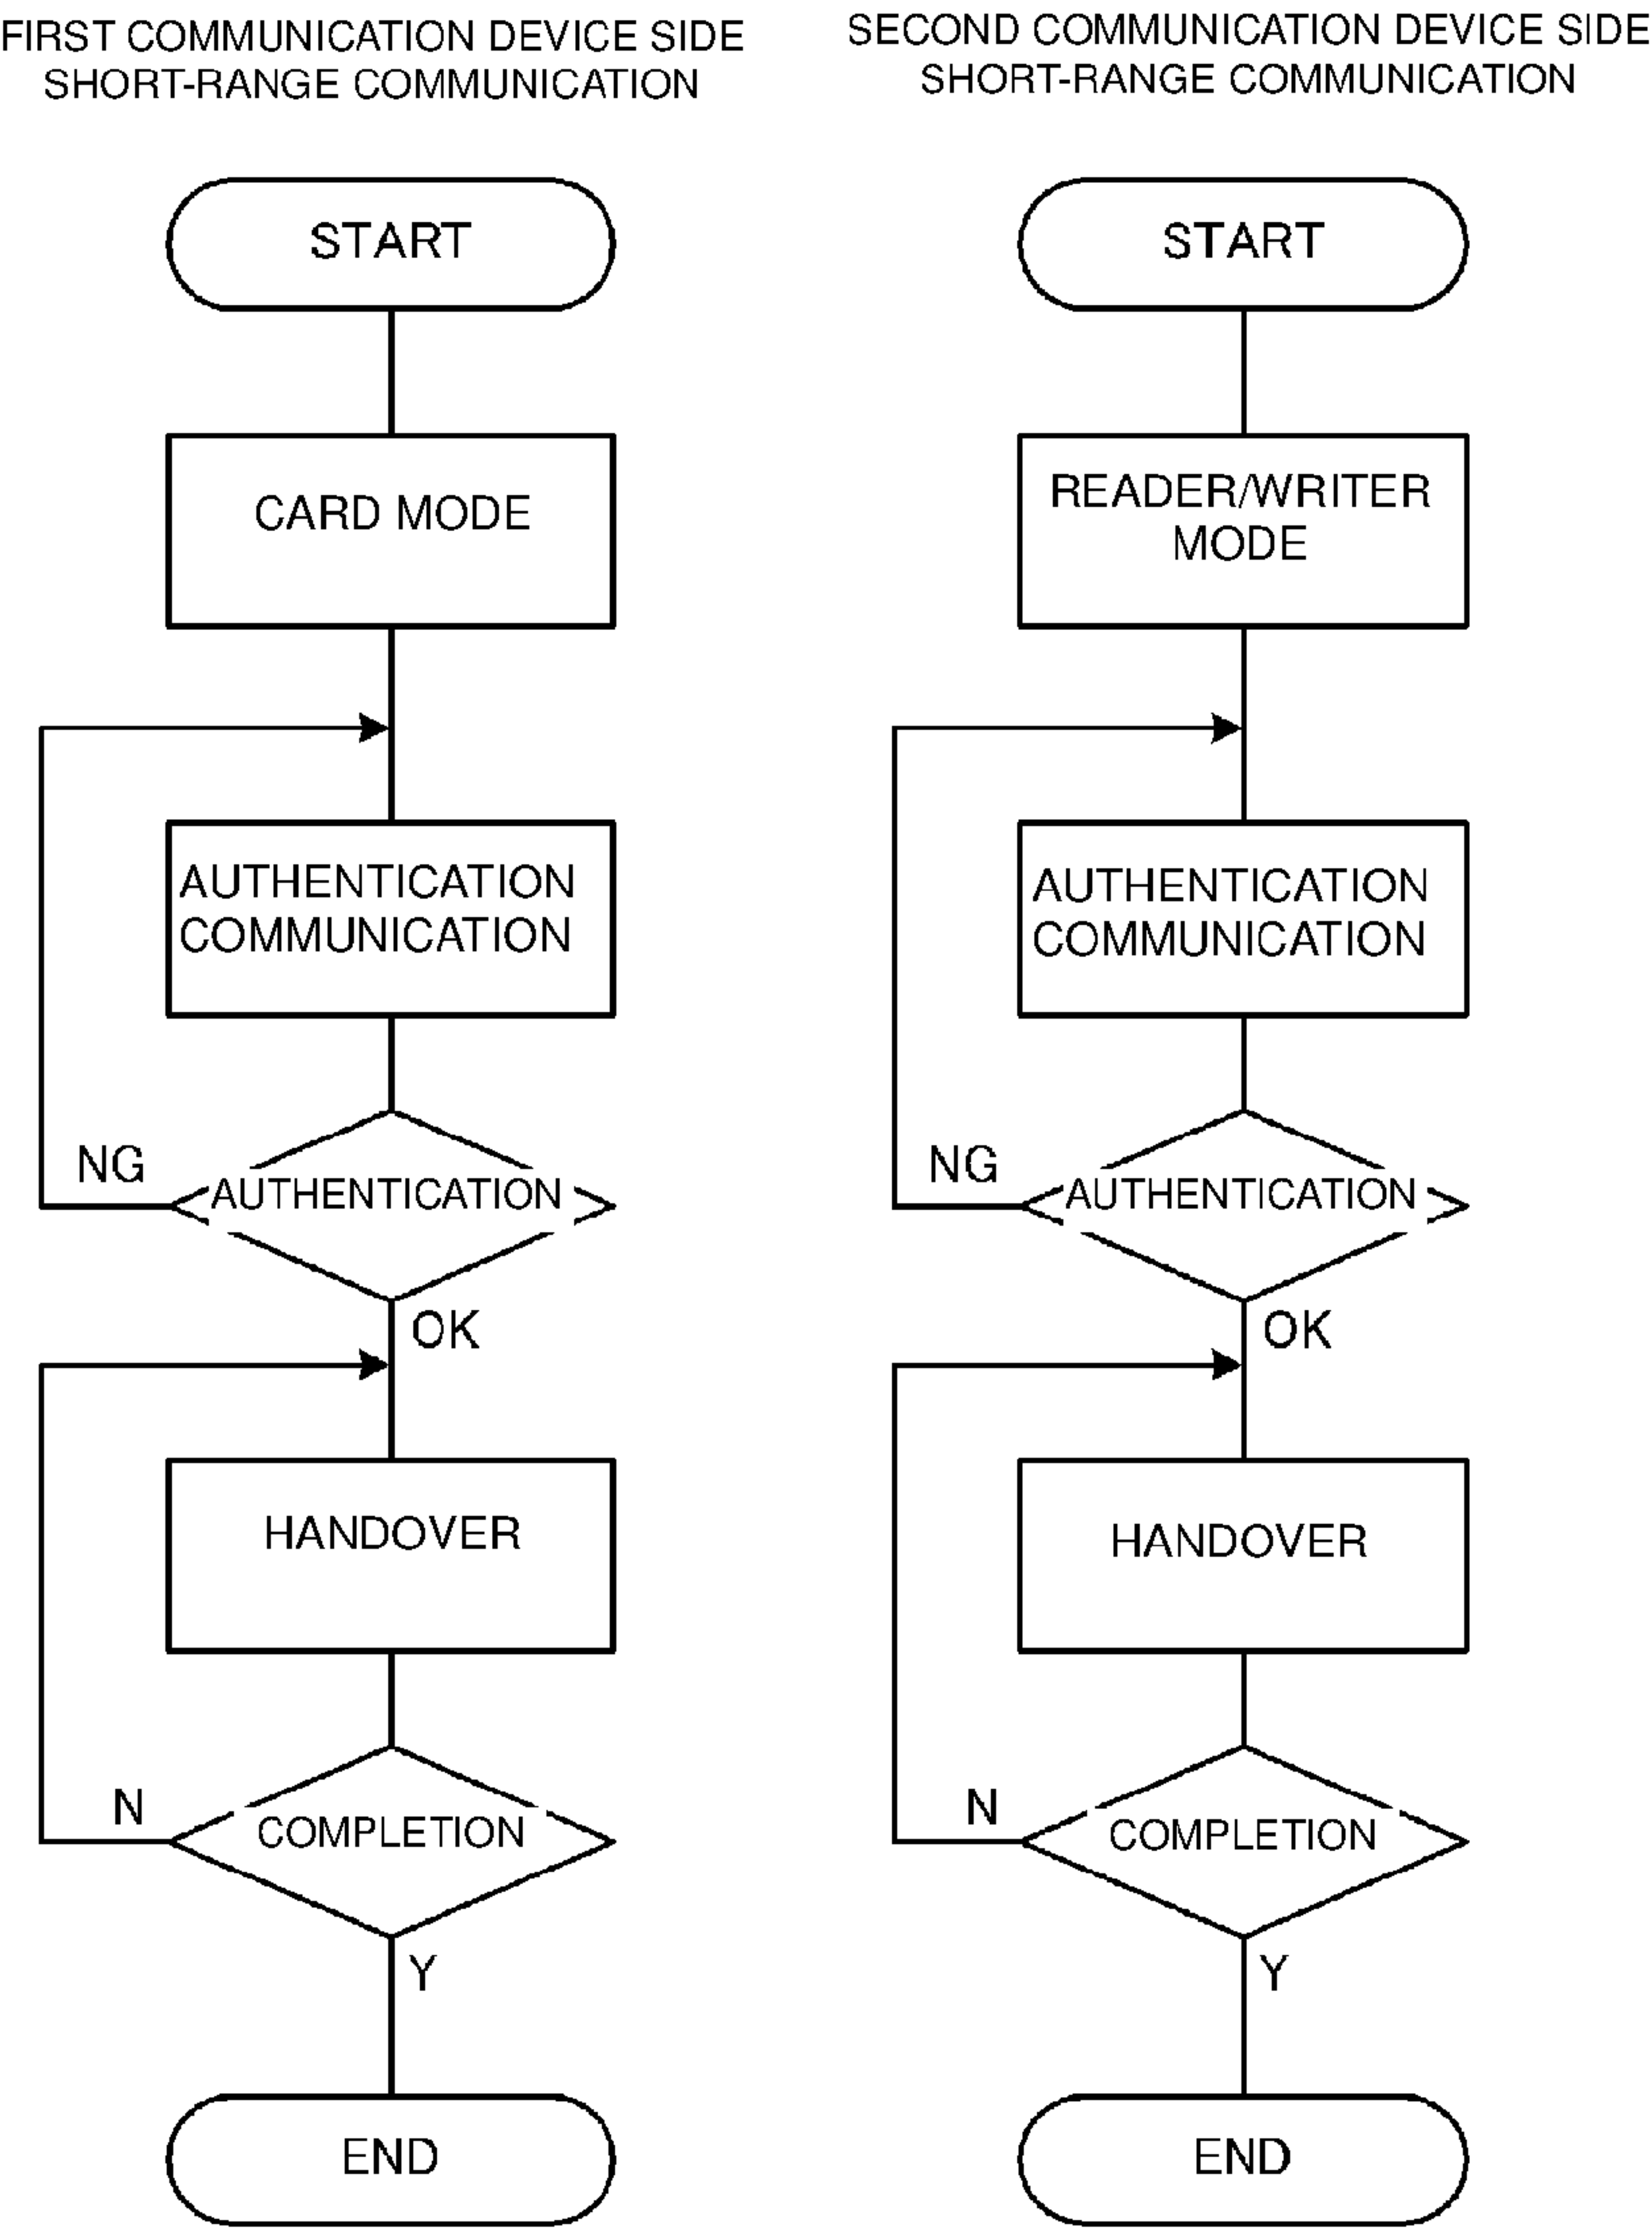 FIRST COMMUNICATION DEVICE SIDE
SHORT-RANGE COMMUNICATION
START
CARD MODE
AUTHENTICATION
COMMUNICATION
NG
AUTHENTICATION
OK
HANDOVER
N
COMPLETION
Y
END
SECOND COMMUNICATION DEVICE SIDE
SHORT-RANGE COMMUNICATION
START
READER/WRITER
MODE
AUTHENTICATION
COMMUNICATION
NG
AUTHENTICATION
OK
HANDOVER
N
COMPLETION
Y
END